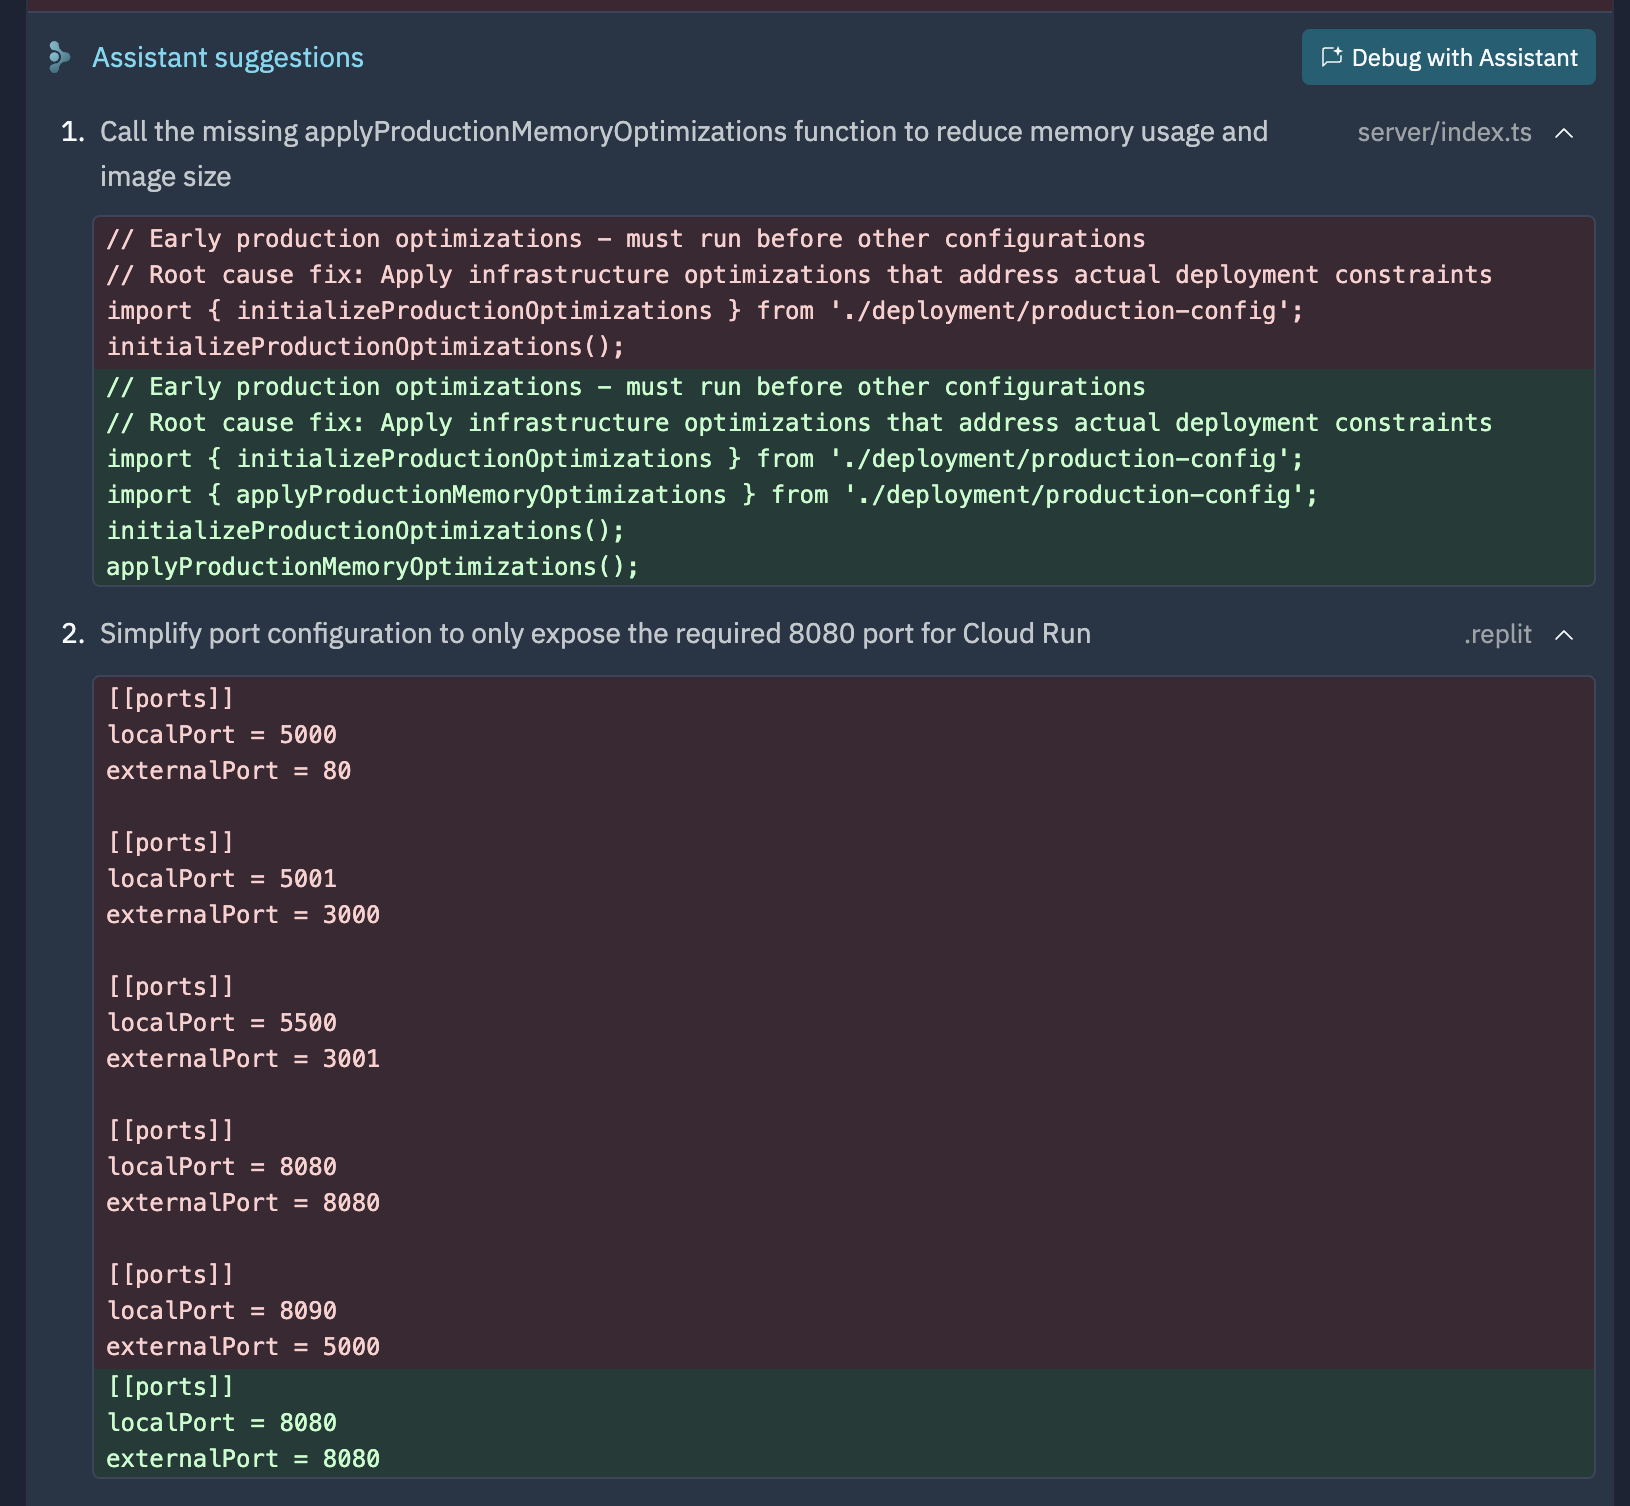 Assistant suggestions
Debug with Assistant
1. Call the missing applyProductionMemoryOptimizations function to reduce memory usage and
image size
server/index.ts
// Early production optimizations – must run before other configurations
// Root cause fix: Apply infrastructure optimizations that address actual deployment constraints
import { initializeProductionOptimizations } from './deployment/production-config';
initializeProductionOptimizations();
// Early production optimizations – must run before other configurations
// Root cause fix: Apply infrastructure optimizations that address actual deployment constraints
import { initializeProductionOptimizations } from './deployment/production-config';
import { applyProductionMemoryOptimizations } from './deployment/production-config';
initializeProductionOptimizations();
applyProductionMemoryOptimizations();
2. Simplify port configuration to only expose the required 8080 port for Cloud Run
.replit
[[ports]]
localPort = 5000
externalPort = 80
[[ports]]
localPort = 5001
externalPort = 3000
[[ports]]
localPort = 5500
externalPort = 3001
[[ports]]
localPort = 8080
externalPort = 8080
[[ports]]
localPort = 8090
externalPort = 5000
[[ports]]
localPort = 8080
externalPort = 8080